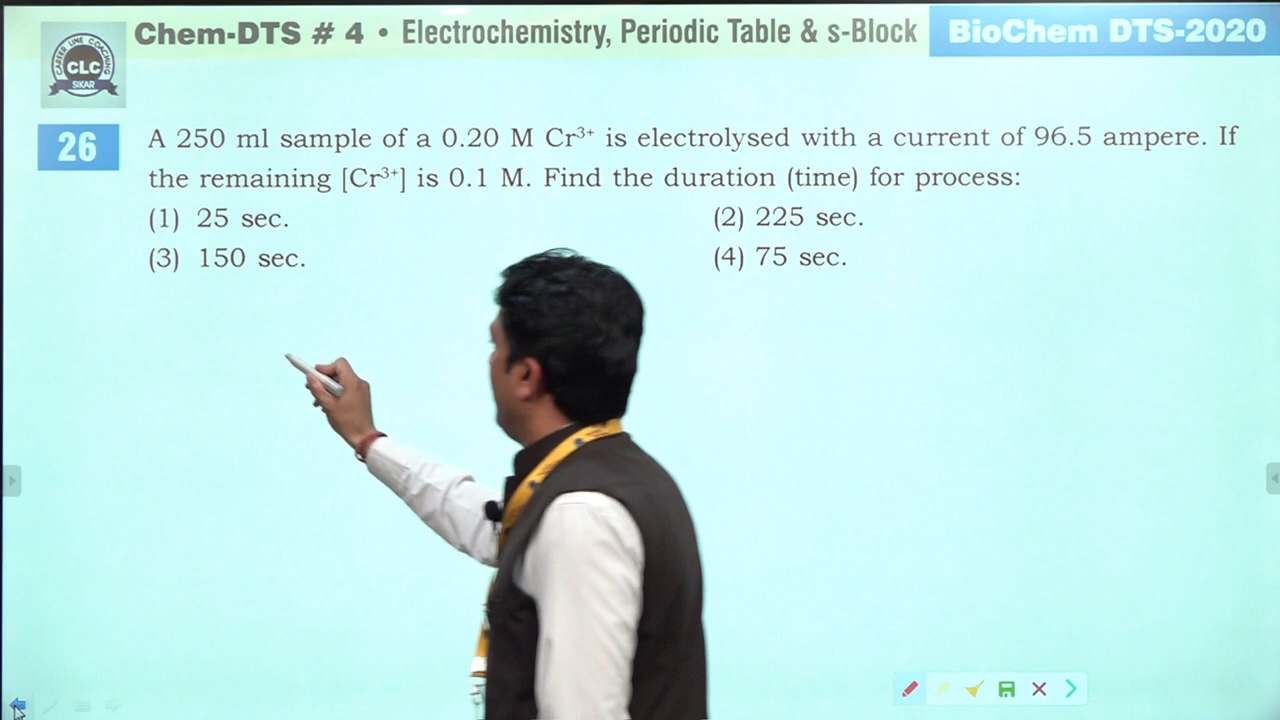 Chem-DTS # 4 • Electrochemistry, Periodic Table & s-Block
BioChem DTS-2020
CAREER LINE COACHING
CLC
SIKAR
26
A 250 ml sample of a 0.20 M Cr³⁺ is electrolysed with a current of 96.5 ampere. If
the remaining [Cr³⁺] is 0.1 M. Find the duration (time) for process:
(1) 25 sec.
(2) 225 sec.
(3) 150 sec.
(4) 75 sec.